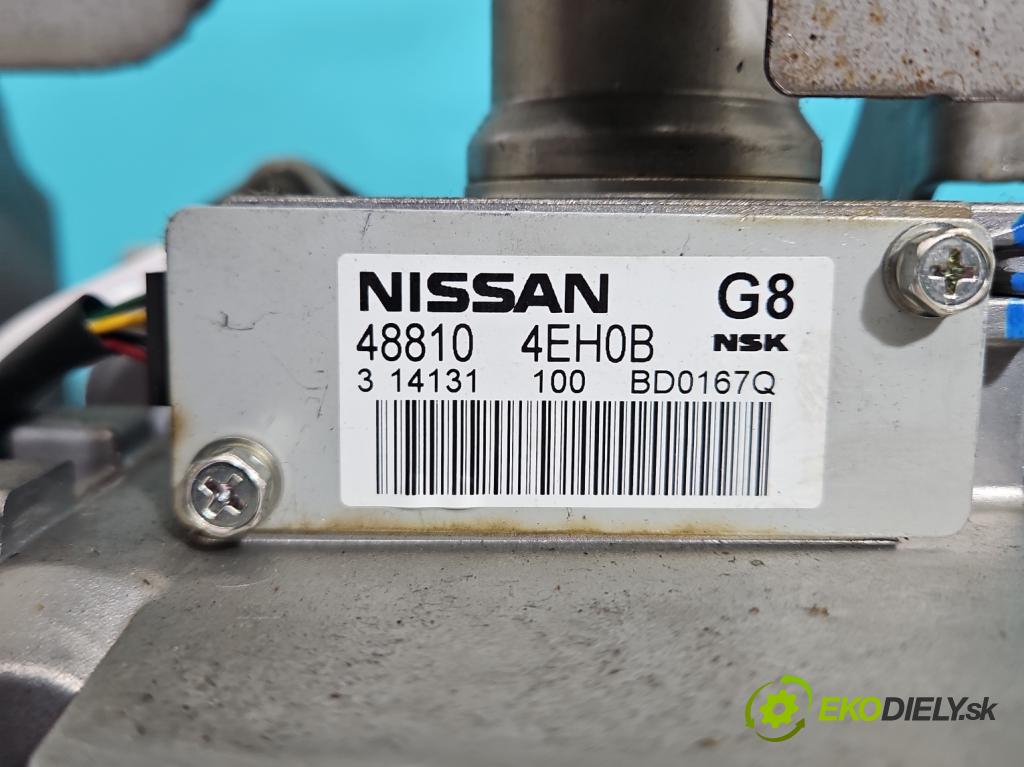 NISSAN G8
48810 4EH0B NSK
3 14131 100 BD0167Q
EKODIELY.sk